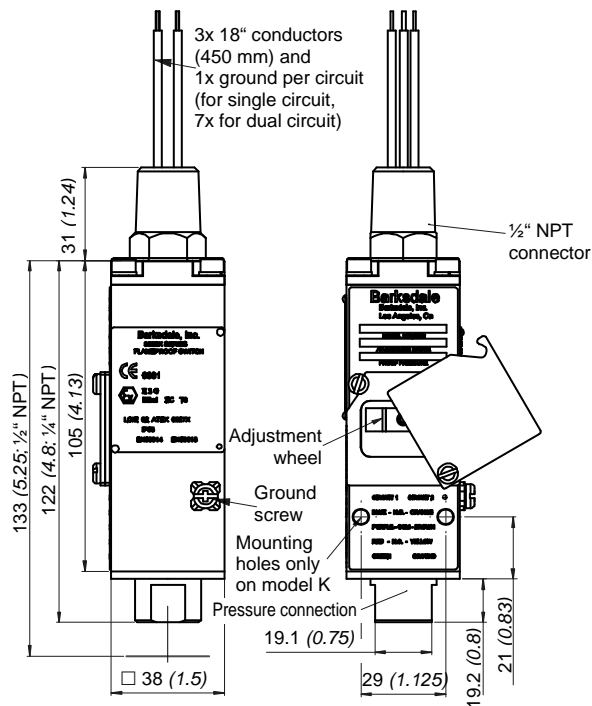 3x 18“ conductors
(450 mm) and
1x ground per circuit
(for single circuit,
7x for dual circuit)
½“ NPT
connector
31 (1.24)
133 (5.25; ½“ NPT)
122 (4.8; ¼“ NPT)
105 (4.13)
Barksdale, Inc.
FLAMEPROOF SWITCH
CE
Barksdale
Barksdale, Inc.
Los Angeles, Ca
Adjustment
wheel
Ground
screw
Mounting
holes only
on model K
CIRCUIT 1 CIRCUIT 2
Pressure connection
19.1 (0.75)
38 (1.5)
29 (1.125)
19.2 (0.8)
21 (0.83)